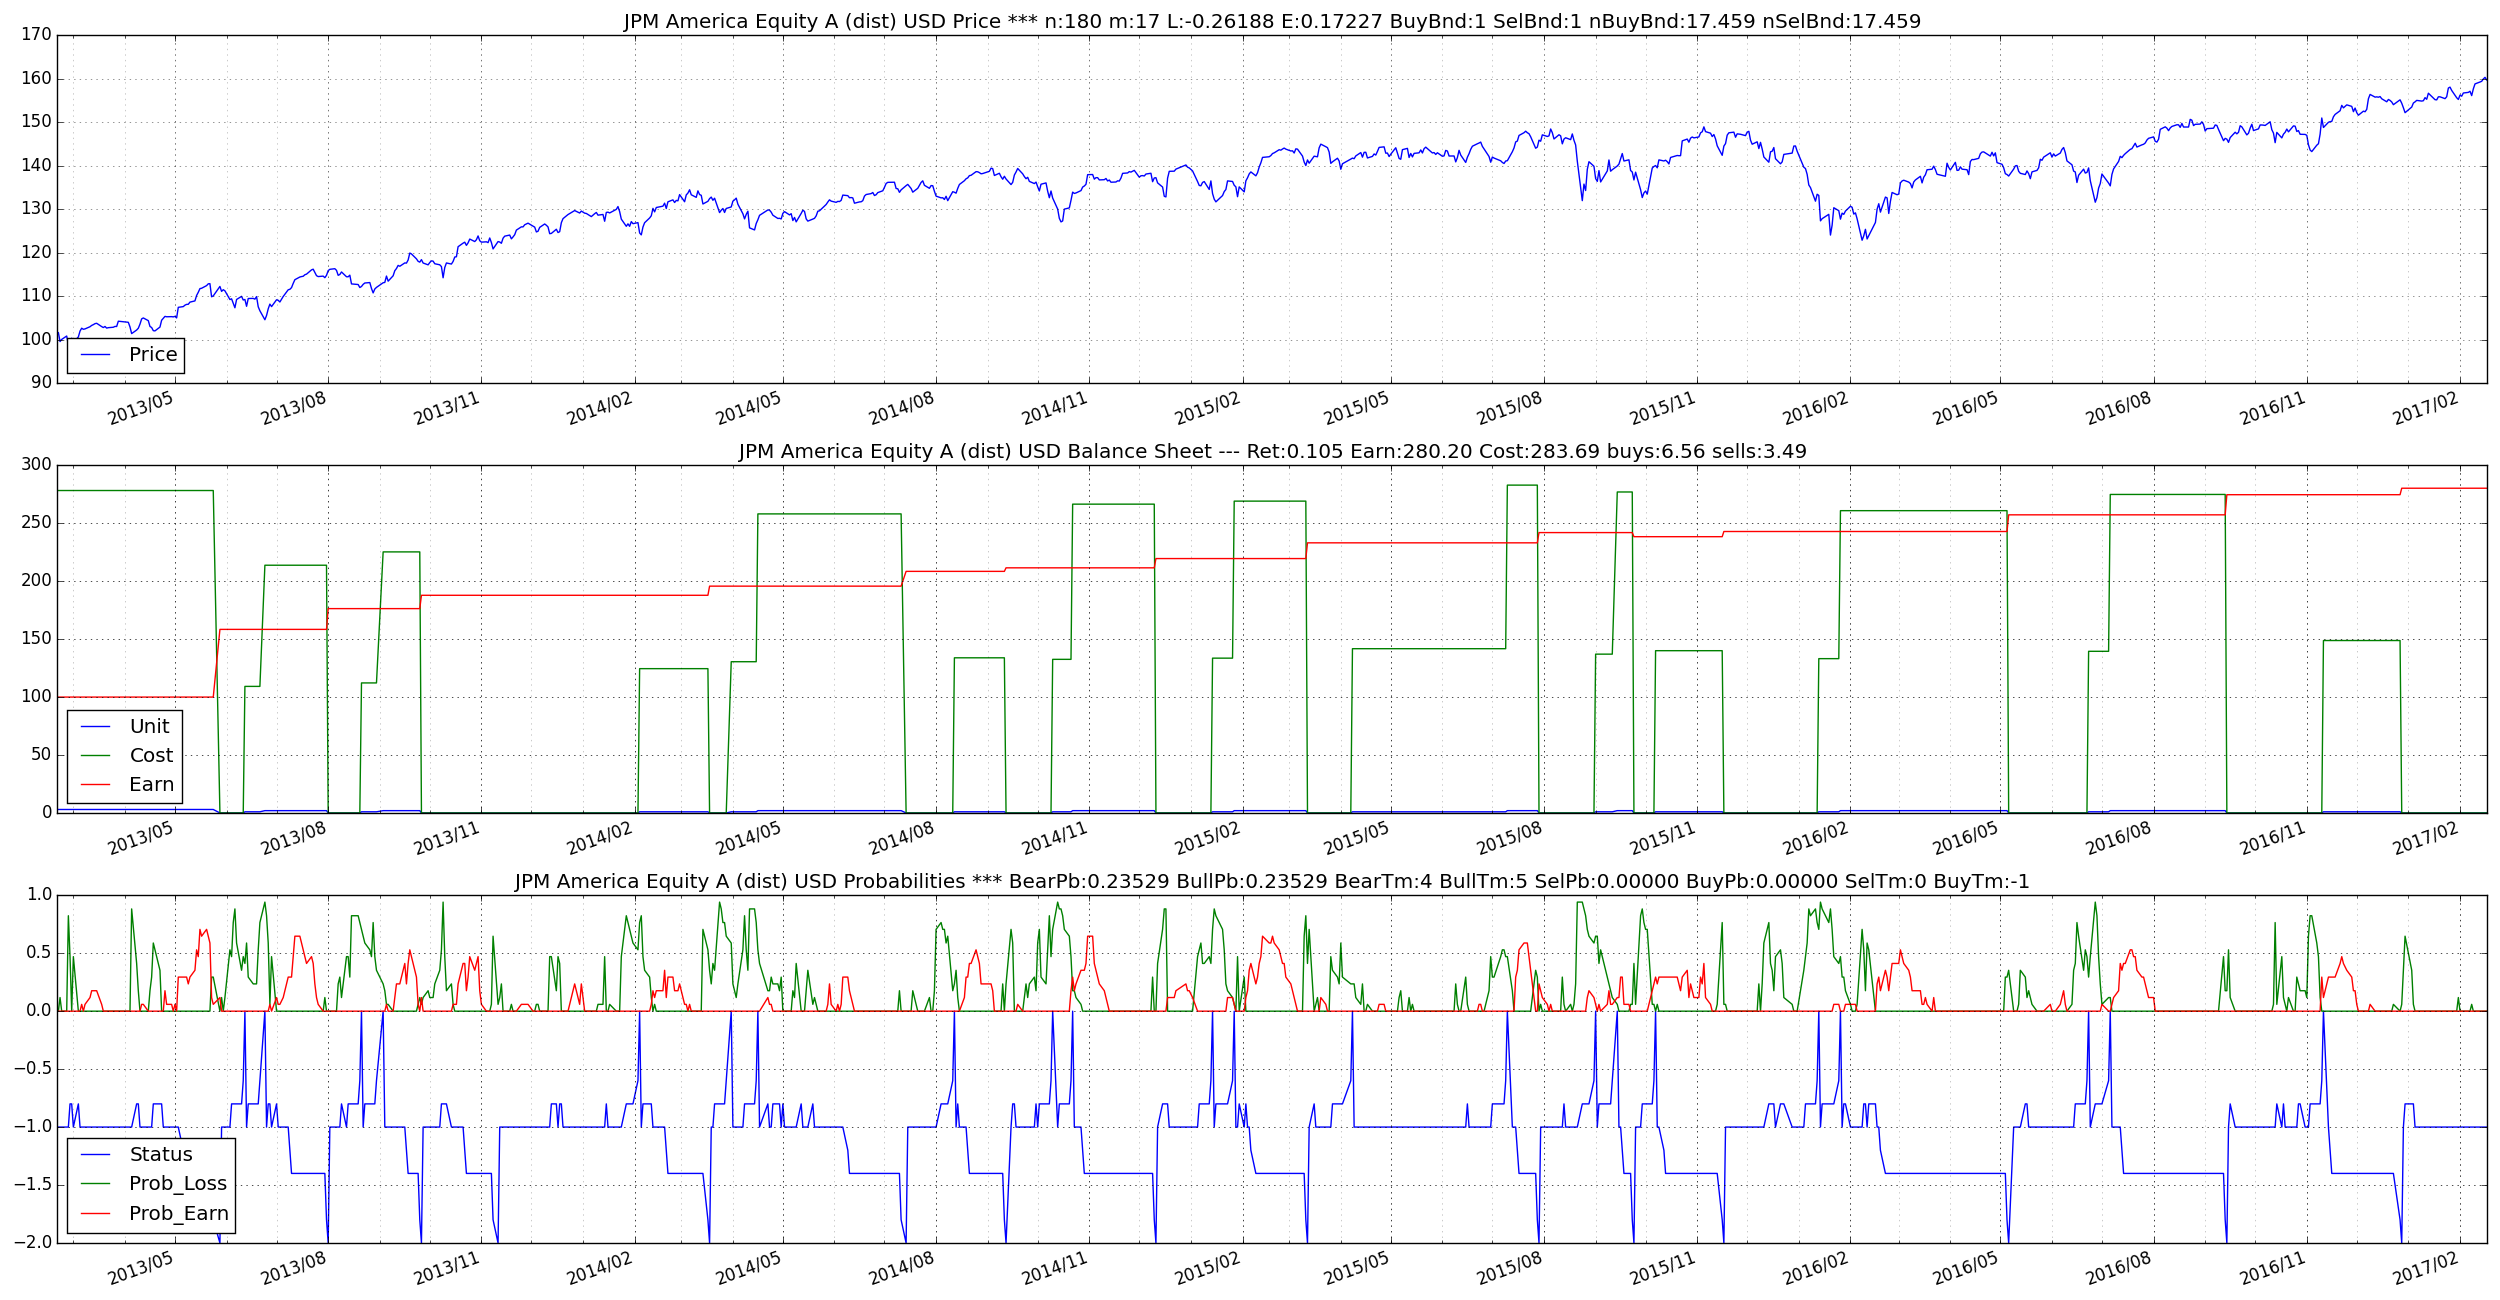 JPM America Equity A (dist) USD Price *** n:180 m:17 L:-0.26188 E:0.17227 BuyBnd:1 SelBnd:1 nBuyBnd:17.459 nSelBnd:17.459
170
160
150
140
130
120
110
100
90
Price
2013/05 2013/08 2013/11 2014/02 2014/05 2014/08 2014/11 2015/02 2015/05 2015/08 2015/11 2016/02 2016/05 2016/08 2016/11 2017/02
JPM America Equity A (dist) USD Balance Sheet --- Ret:0.105 Earn:280.20 Cost:283.69 buys:6.56 sells:3.49
300
250
200
150
100
50
0
Unit
Cost
Earn
2013/05 2013/08 2013/11 2014/02 2014/05 2014/08 2014/11 2015/02 2015/05 2015/08 2015/11 2016/02 2016/05 2016/08 2016/11 2017/02
JPM America Equity A (dist) USD Probabilities *** BearPb:0.23529 BullPb:0.23529 BearTm:4 BullTm:5 SelPb:0.00000 BuyPb:0.00000 SelTm:0 BuyTm:-1
1.0
0.5
0.0
−0.5
−1.0
−1.5
−2.0
Status
Prob_Loss
Prob_Earn
2013/05 2013/08 2013/11 2014/02 2014/05 2014/08 2014/11 2015/02 2015/05 2015/08 2015/11 2016/02 2016/05 2016/08 2016/11 2017/02